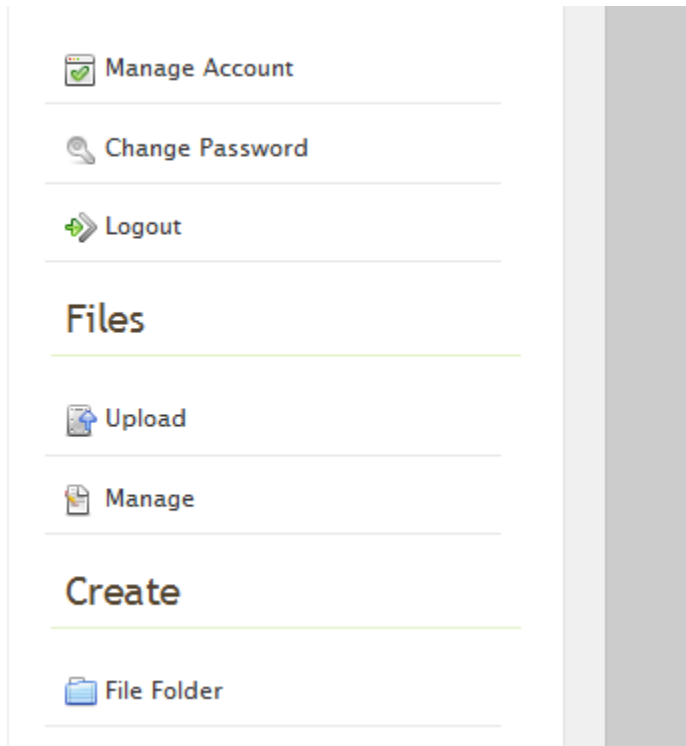 Manage Account
Change Password
Logout
Files
Upload
Manage
Create
File Folder